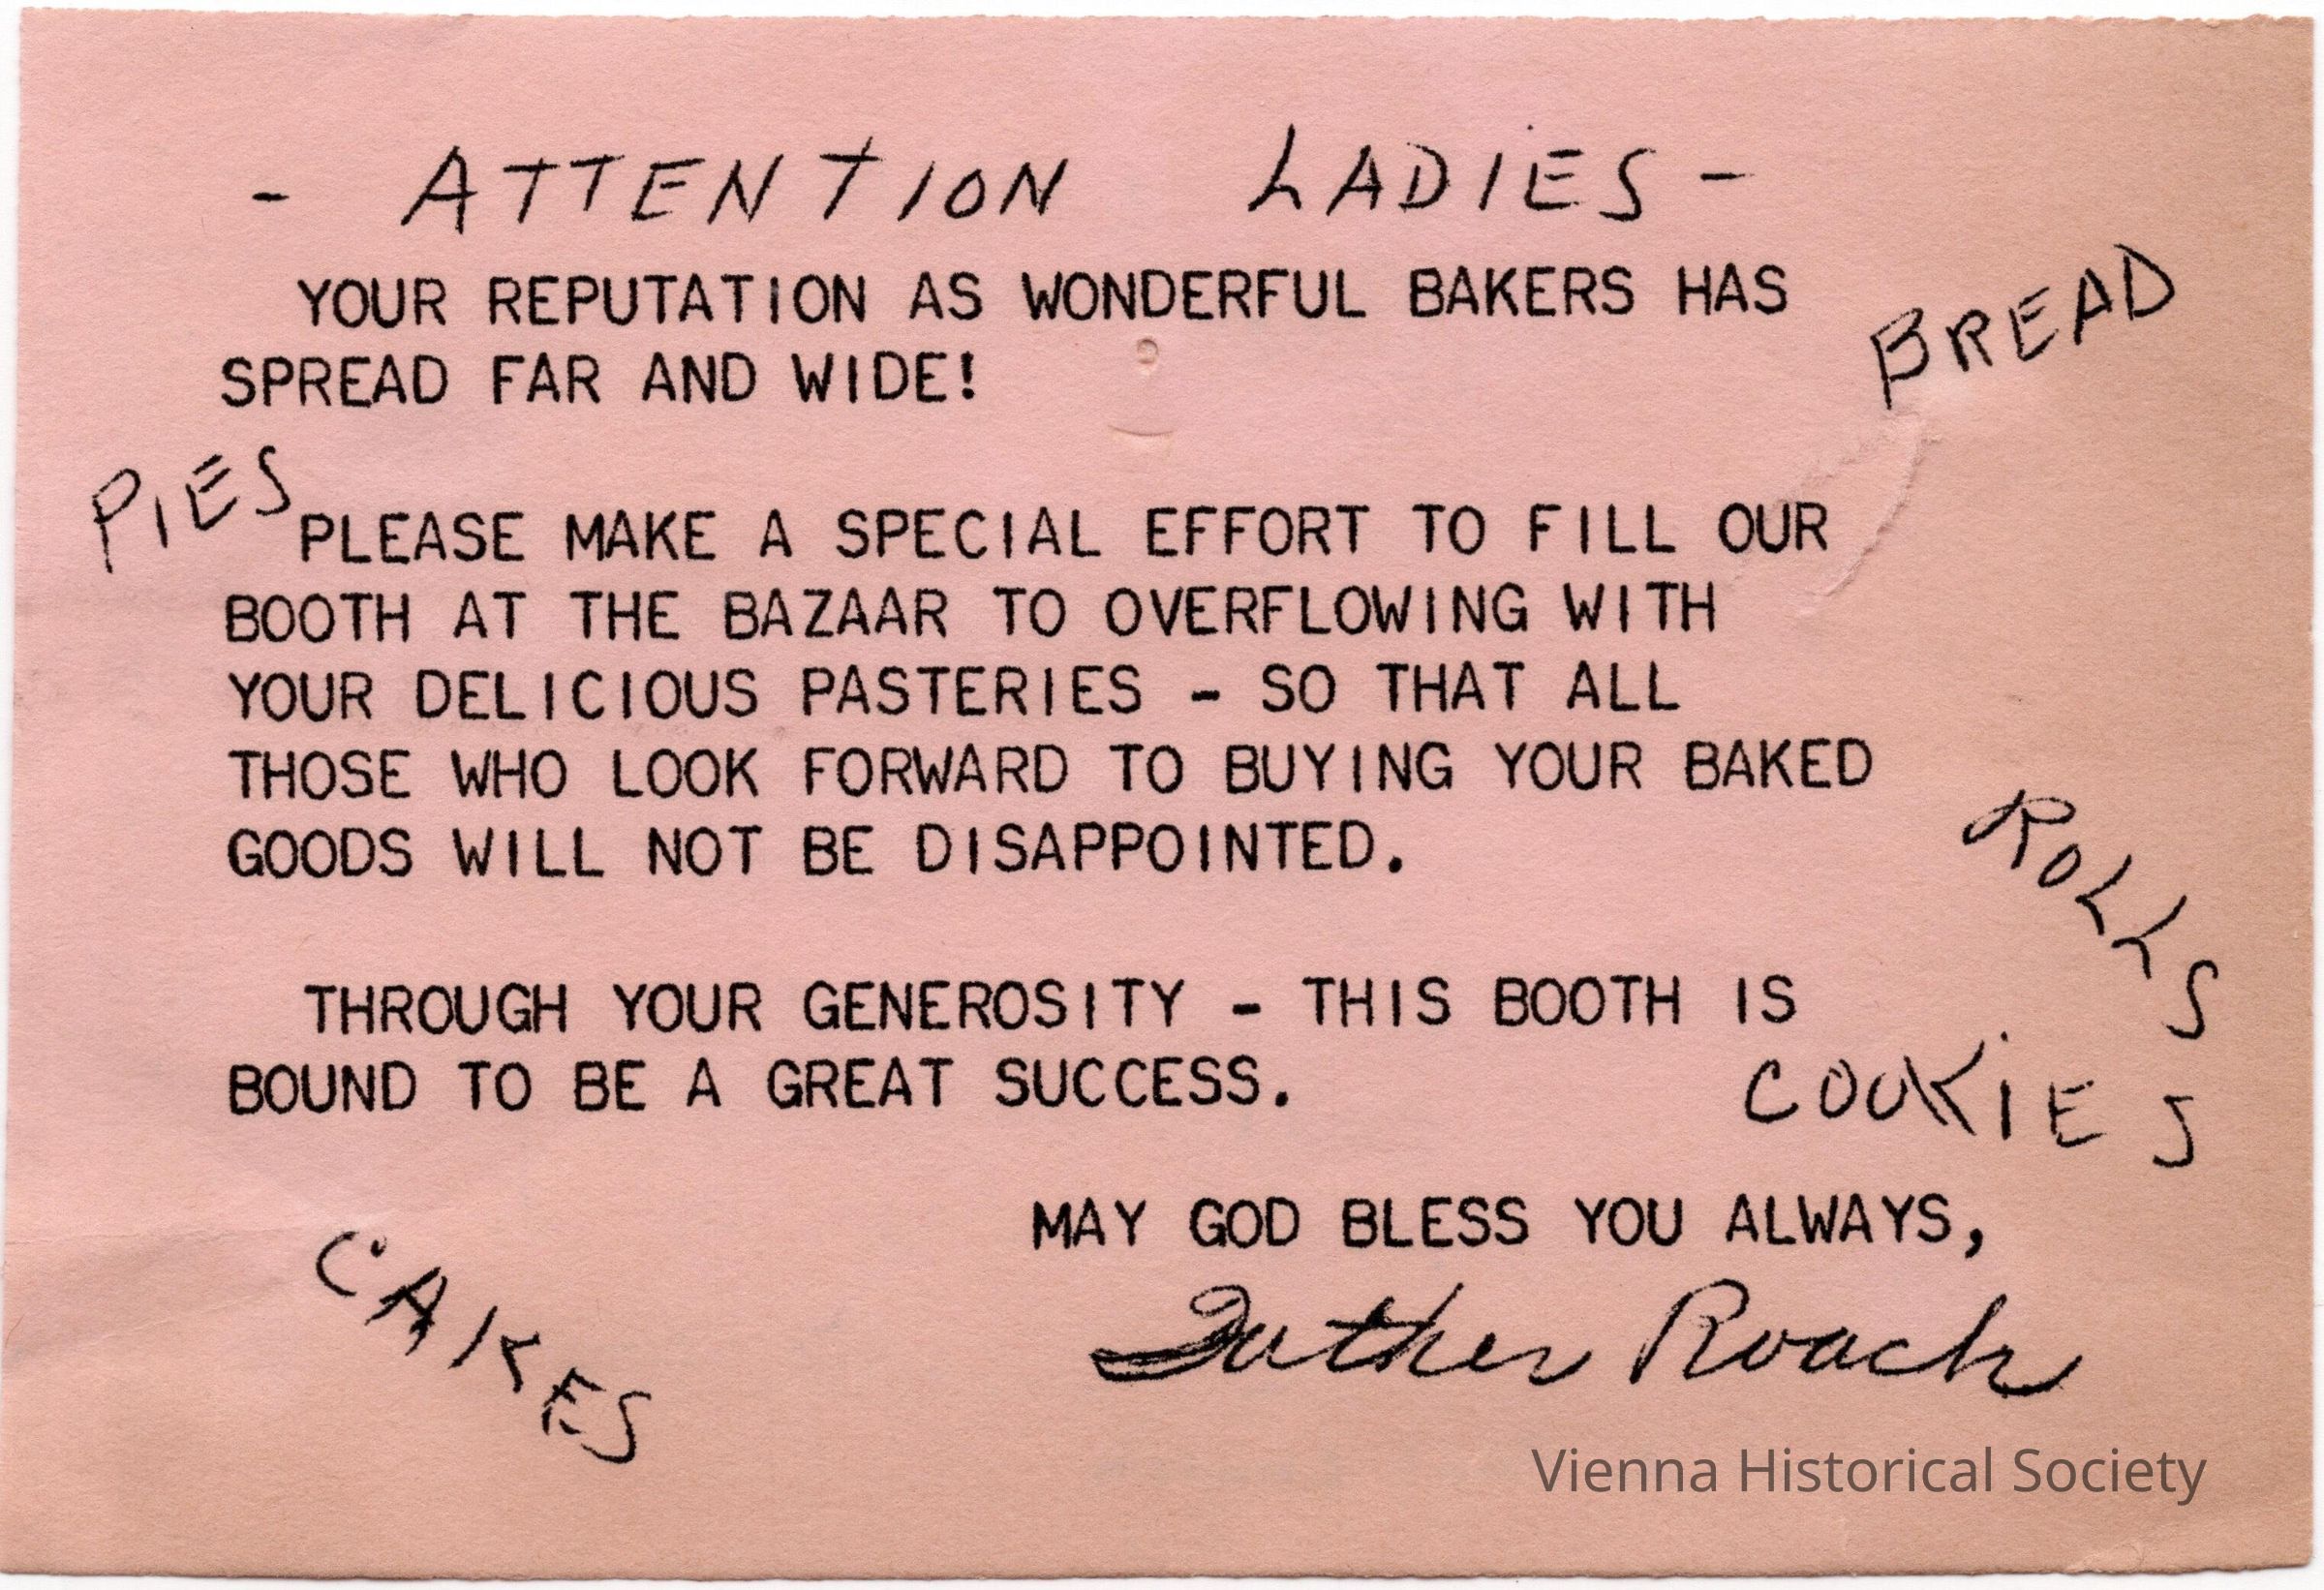 - ATTENTION LADIES -
YOUR REPUTATION AS WONDERFUL BAKERS HAS
SPREAD FAR AND WIDE!
BREAD
PIES
PLEASE MAKE A SPECIAL EFFORT TO FILL OUR
BOOTH AT THE BAZAAR TO OVERFLOWING WITH
YOUR DELICIOUS PASTERIES - SO THAT ALL
THOSE WHO LOOK FORWARD TO BUYING YOUR BAKED
GOODS WILL NOT BE DISAPPOINTED.
ROLLS
THROUGH YOUR GENEROSITY - THIS BOOTH IS
BOUND TO BE A GREAT SUCCESS.
COOKiES
MAY GOD BLESS YOU ALWAYS,
CAKES
Father Roach
Vienna Historical Society